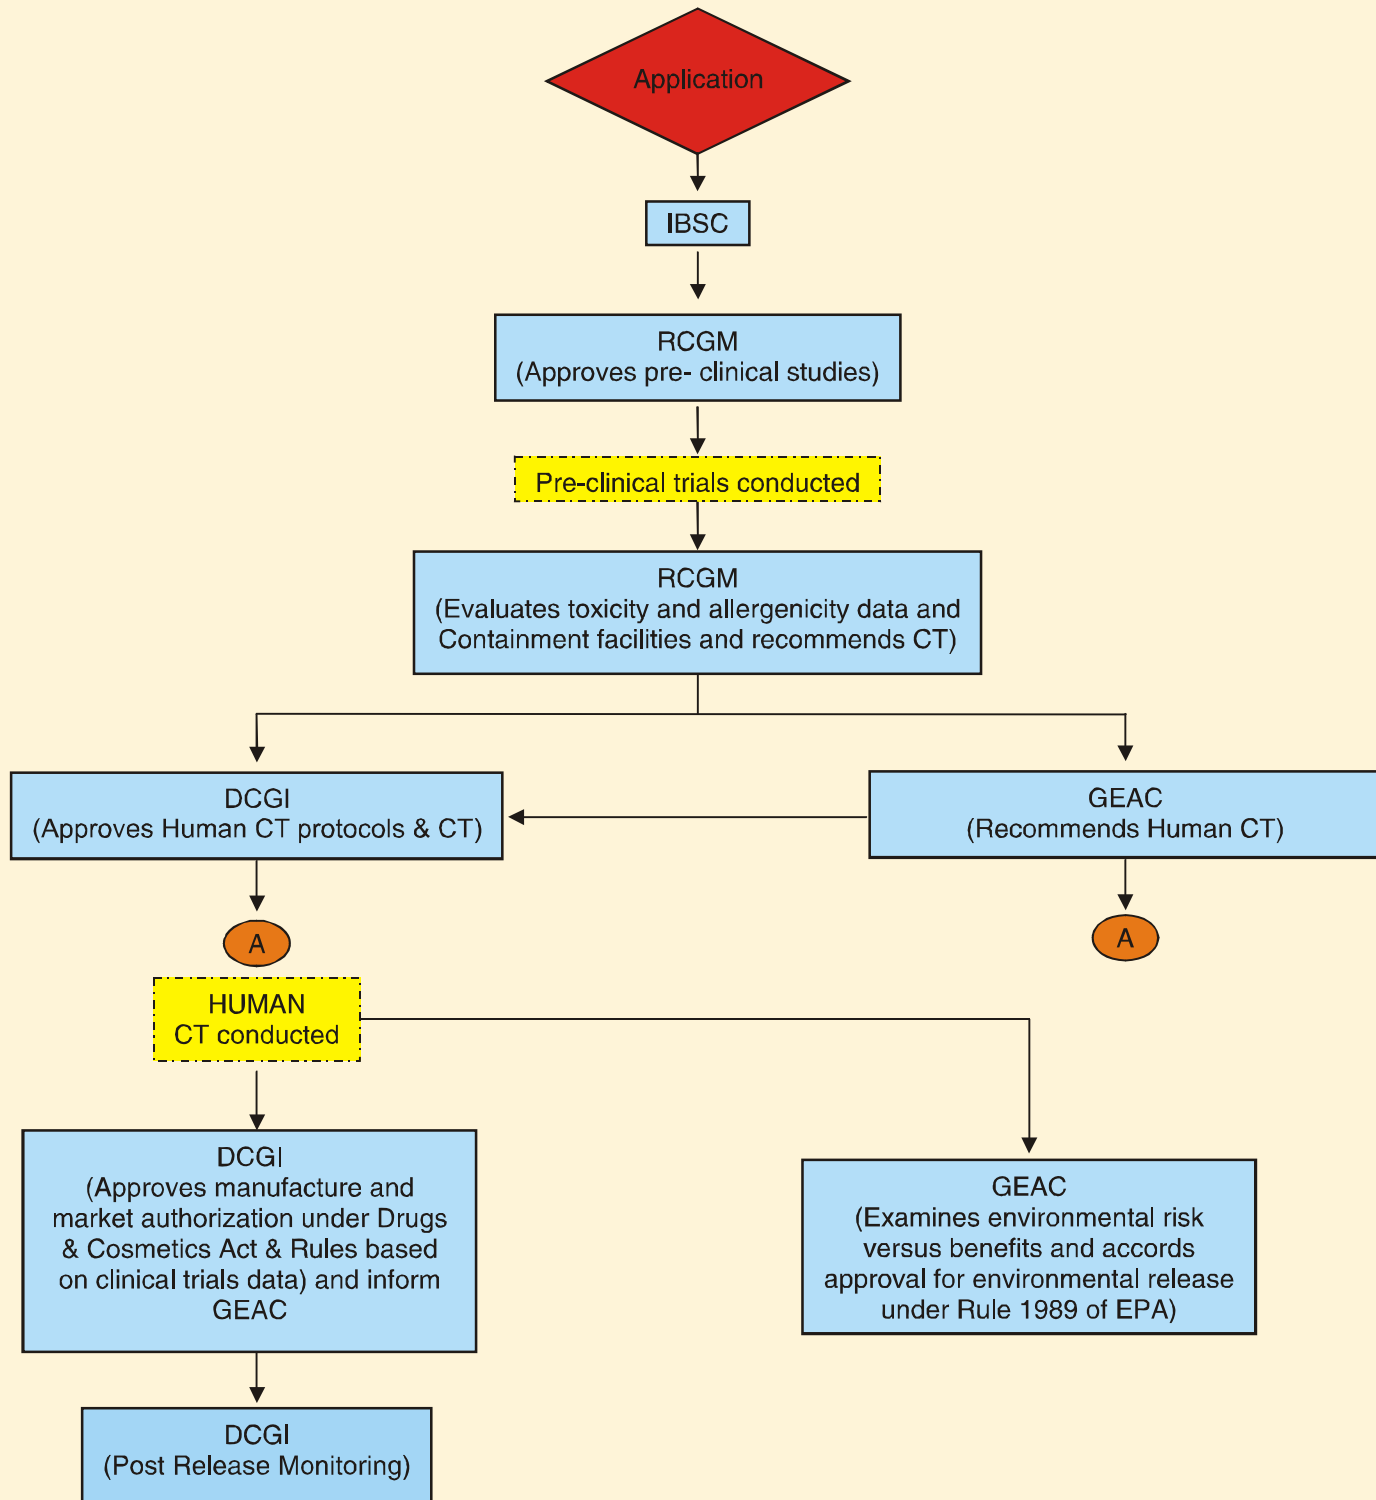 Application
IBSC
RCGM
(Approves pre- clinical studies)
Pre-clinical trials conducted
RCGM
(Evaluates toxicity and allergenicity data and
Containment facilities and recommends CT)
DCGI
(Approves Human CT protocols & CT)
GEAC
(Recommends Human CT)
A
A
HUMAN
CT conducted
DCGI
(Approves manufacture and
market authorization under Drugs
& Cosmetics Act & Rules based
on clinical trials data) and inform
GEAC
GEAC
(Examines environmental risk
versus benefits and accords
approval for environmental release
under Rule 1989 of EPA)
DCGI
(Post Release Monitoring)